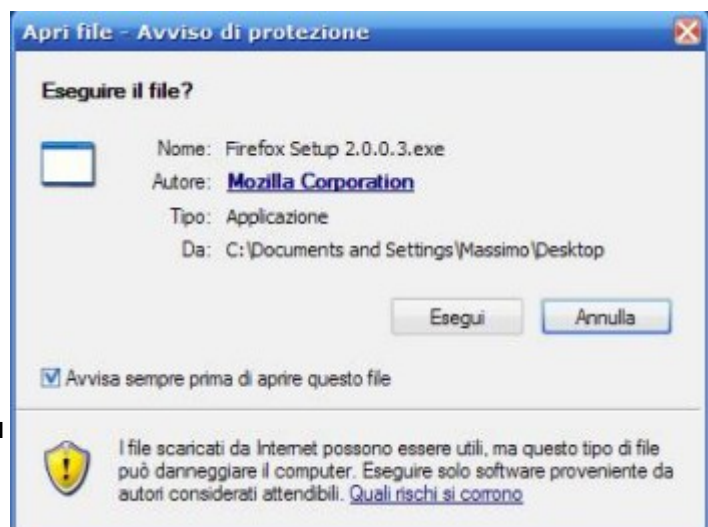 Apri file - Avviso di protezione
Eseguire il file?
Nome: Firefox Setup 2.0.0.3.exe
Autore: Mozilla Corporation
Tipo: Applicazione
Da: C:\Documents and Settings\Massimo\Desktop
Esegui Annulla
Avvisa sempre prima di aprire questo file
I file scaricati da Internet possono essere utili, ma questo tipo di file
può danneggiare il computer. Eseguire solo software proveniente da
autori considerati attendibili. Quali rischi si corrono